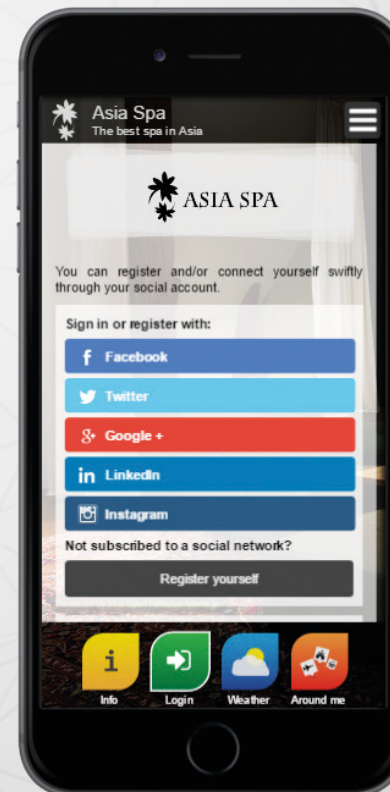 Asia Spa
The best spa in Asia
ASIA SPA
You can register and/or connect yourself swiftly
through your social account.
Sign in or register with:
f Facebook
Twitter
g+ Google +
in LinkedIn
Instagram
Not subscribed to a social network?
Register yourself
i
Info
Login
Weather
Around me